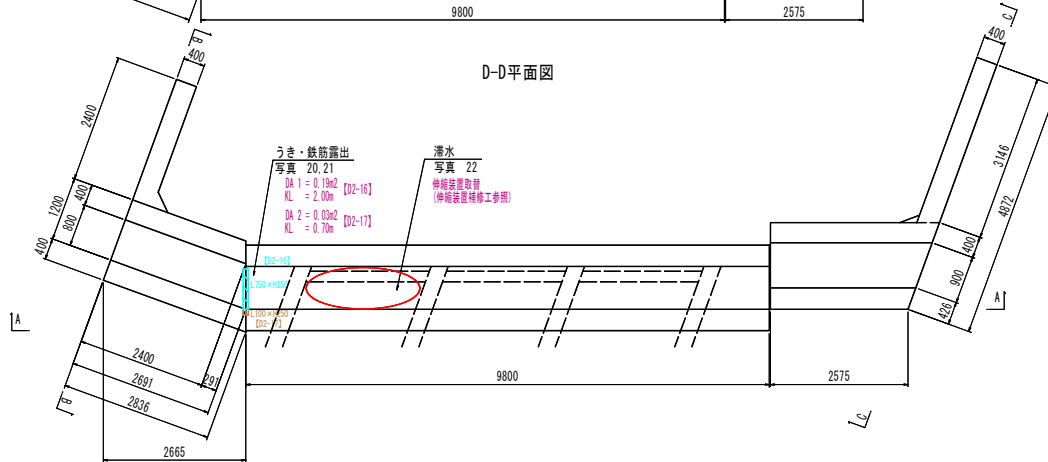 9800
2575
B
400
C
400
D-D平面図
2400
うき・鉄筋露出
写真 20,21
DA 1 = 0.19m2
KL = 2.00m
【D2-16】
DA 2 = 0.03m2
KL = 0.70m
【D2-17】
滞水
写真 22
伸縮装置取替
(伸縮装置補修工参照)
3146
4872
1200
400
800
400
400
900
426
【D2-16】
L750×H250
L100×H250
【D2-17】
A
A
2400
291
2691
2836
B
9800
2575
C
2665